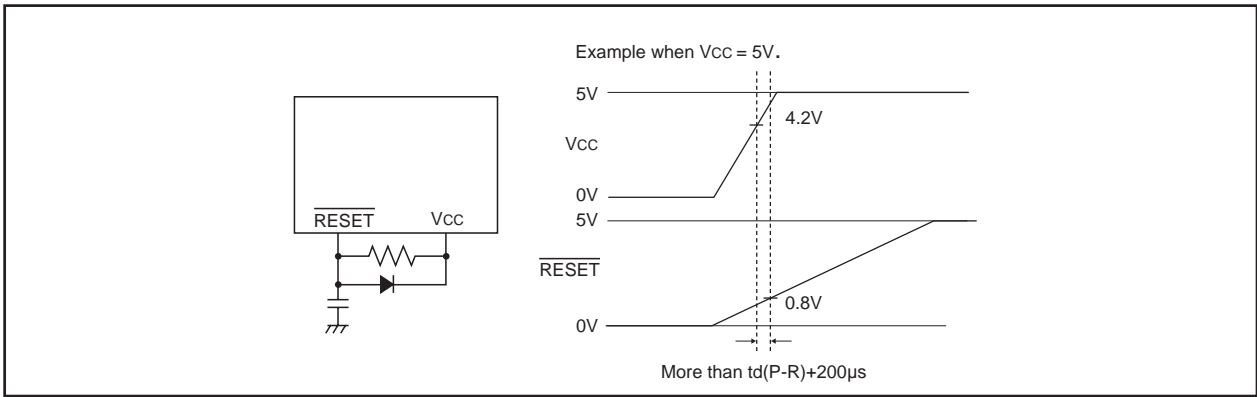 Example when VCC = 5V.
5V
4.2V
VCC
0V
5V
RESET
0.8V
0V
More than td(P-R)+200µs
RESET VCC